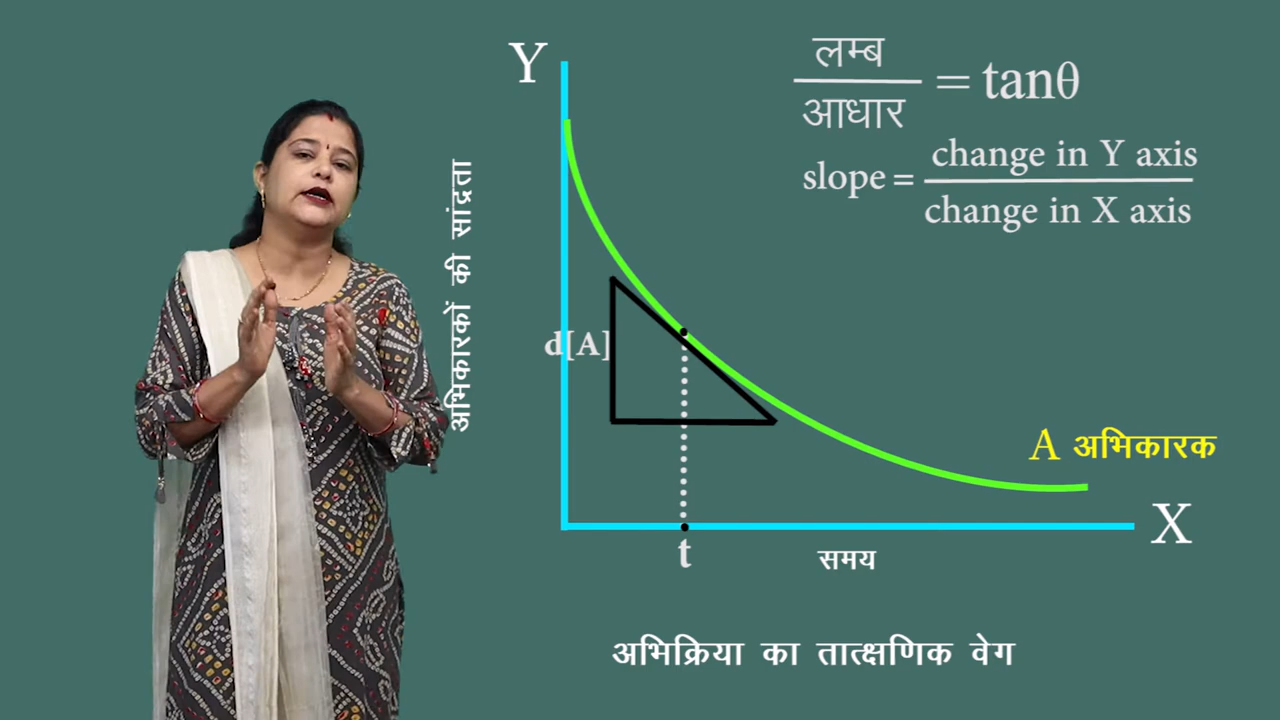 Y
लम्ब
आधार
= tanθ
slope =
change in Y axis
change in X axis
अभिकारकों की सांद्रता
d[A]
A अभिकारक
X
t
समय
अभिक्रिया का तात्क्षणिक वेग